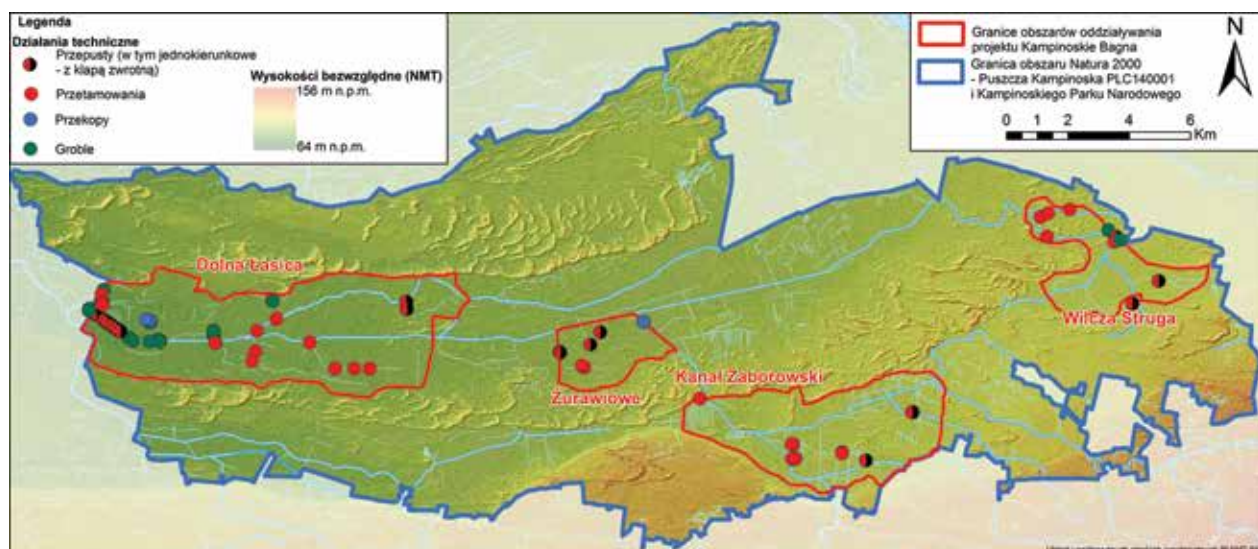 Legenda
Działania techniczne
Przepusty (w tym jednokierunkowe
- z klapą zwrotną)
Przetamowania
Przekopy
Groble
Wysokości bezwzględne (NMT)
156 m n.p.m.
64 m n.p.m.
Granice obszarów oddziaływania
projektu Kampinoskie Bagna
Granica obszaru Natura 2000
- Puszcza Kampinoska PLC140001
i Kampinoskiego Parku Narodowego
N
0 1 2 4 6
Km
Dolna Łasica
Żurawiowe
Kanał Zaborowski
Wilcza Struga